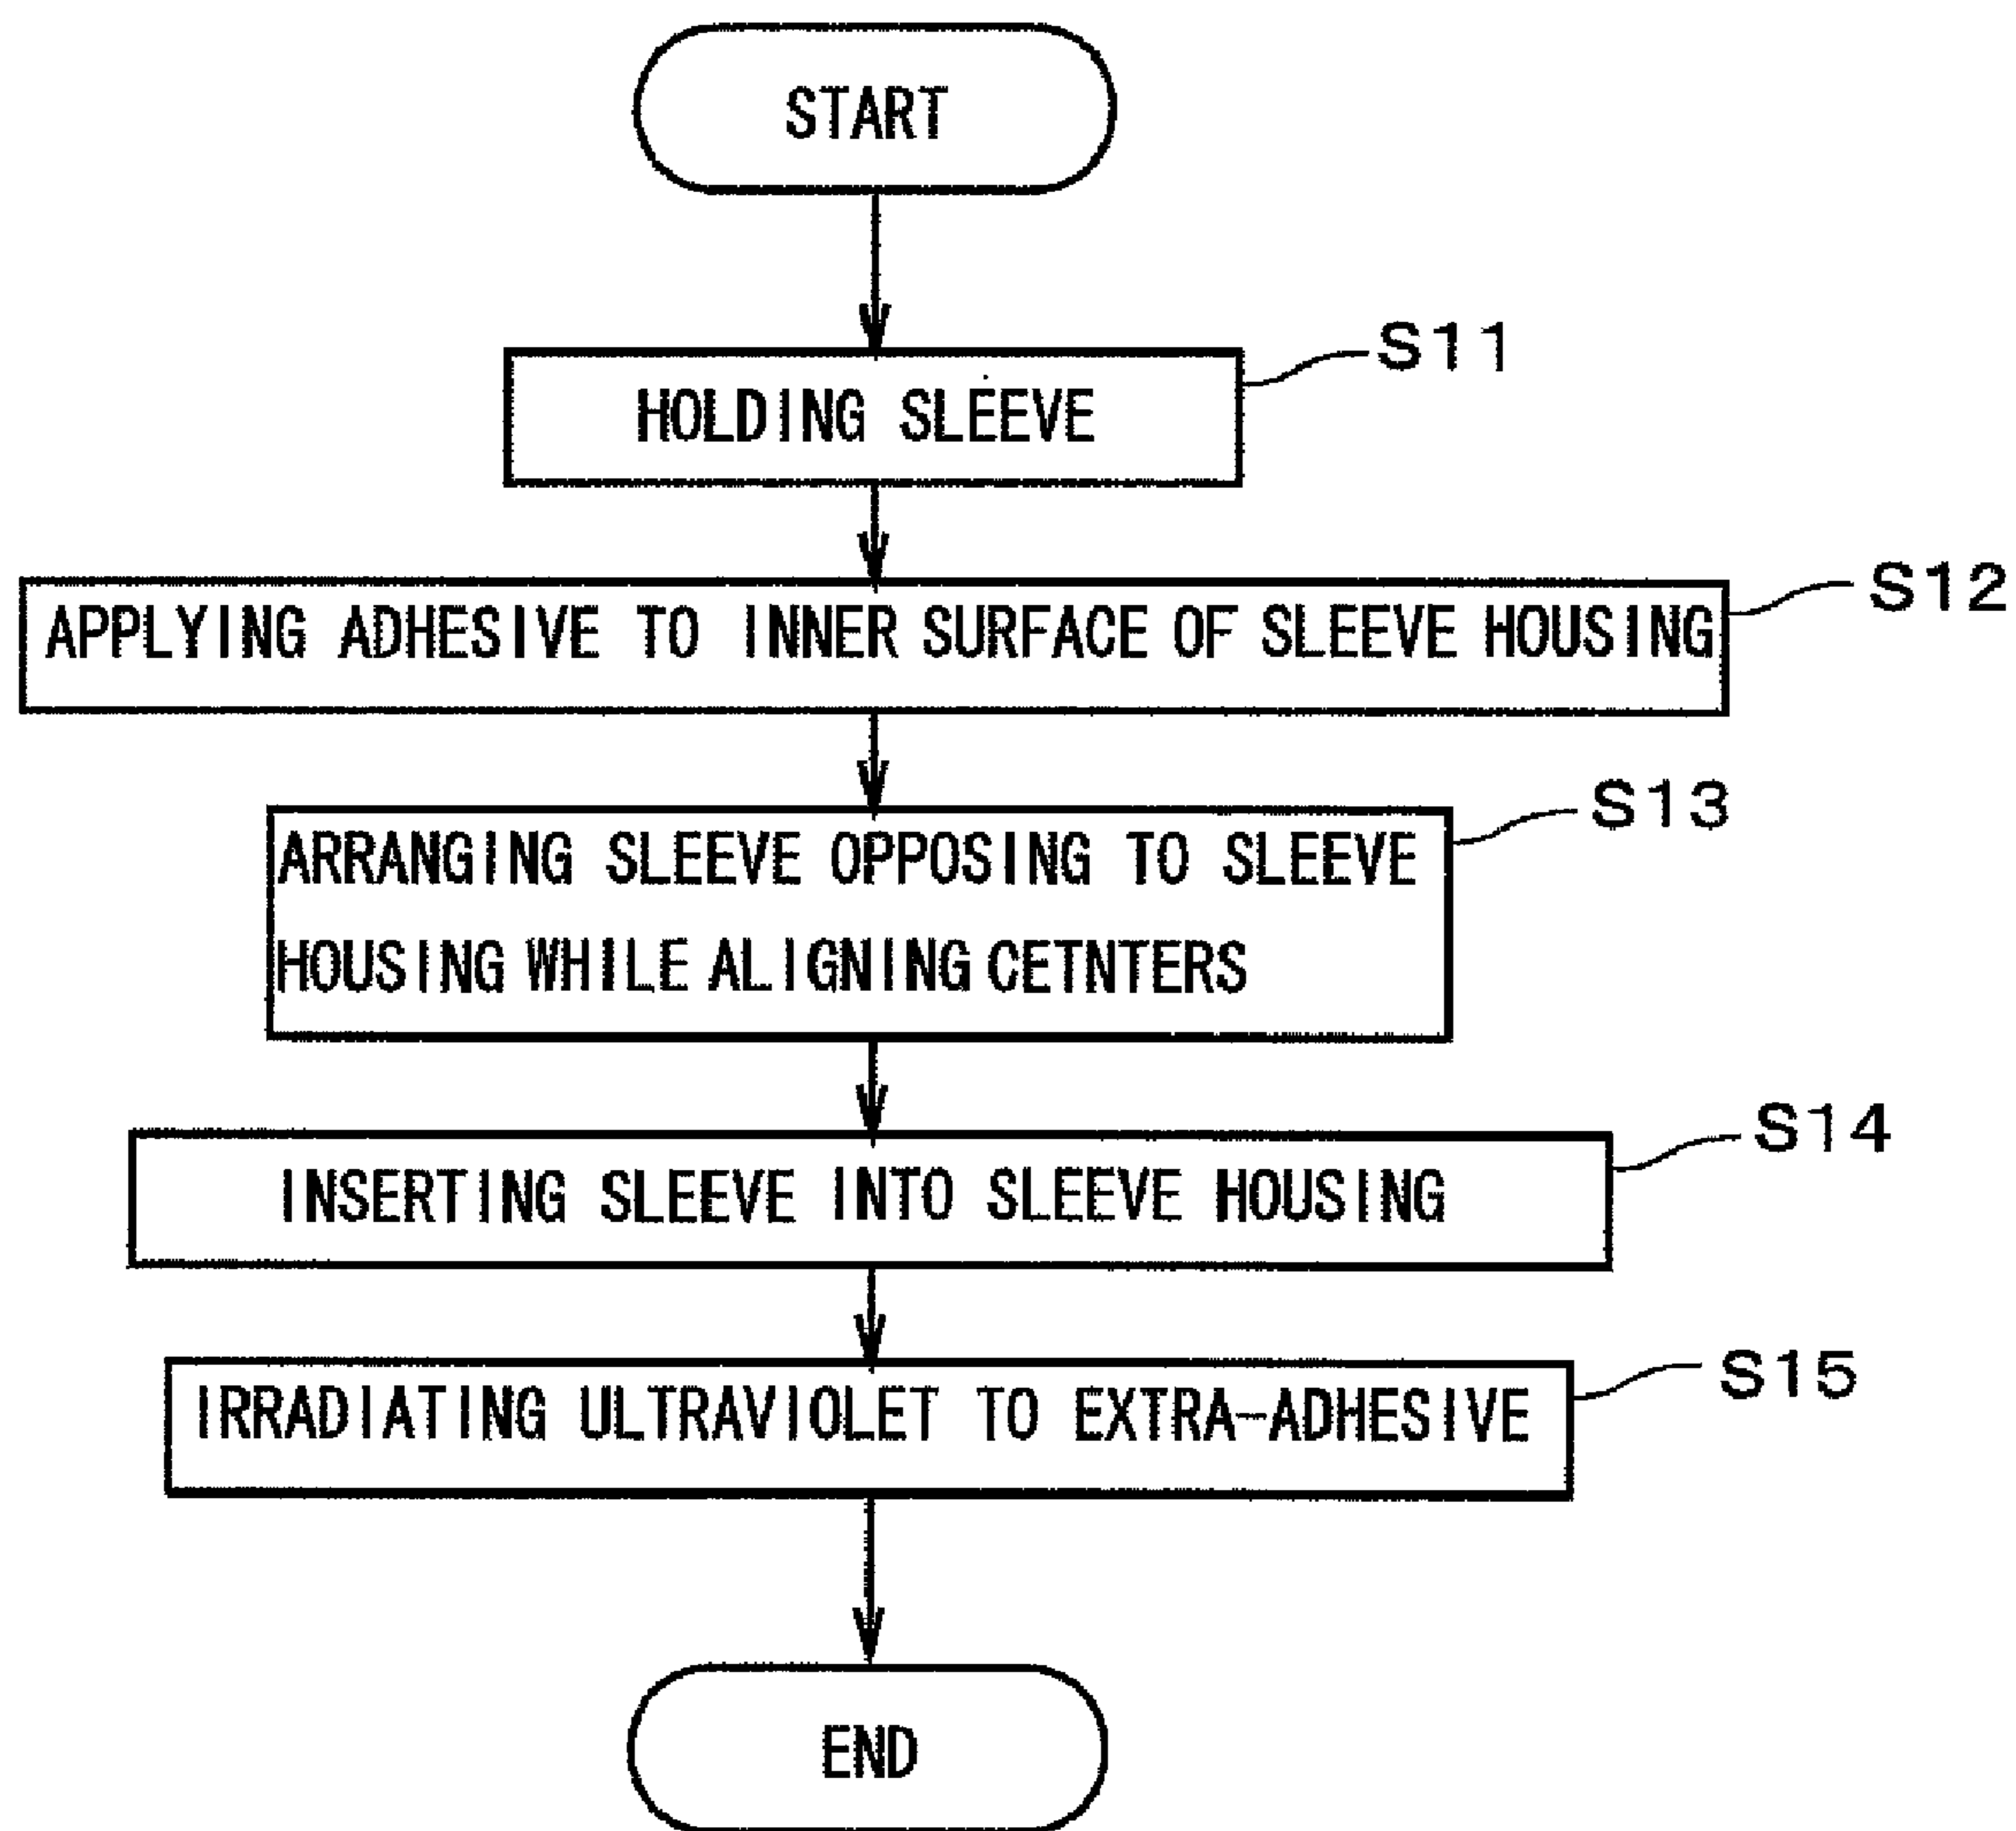 START
S11
HOLDING SLEEVE
S12
APPLYING ADHESIVE TO INNER SURFACE OF SLEEVE HOUSING
S13
ARRANGING SLEEVE OPPOSING TO SLEEVE
HOUSING WHILE ALIGNING CETNTERS
S14
INSERTING SLEEVE INTO SLEEVE HOUSING
S15
IRRADIATING ULTRAVIOLET TO EXTRA-ADHESIVE
END